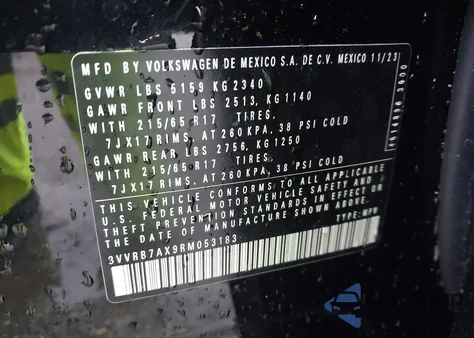 MFD BY VOLKSWAGEN DE MEXICO S.A. DE C.V. MEXICO 11/23
GVWR LBS 5159 KG 2340
GAWR FRONT LBS 2513, KG 1140
WITH 215/65 R17 TIRES,
7JX17 RIMS, AT 260 KPA, 38 PSI COLD
GAWR REAR LBS 2756, KG 1250
WITH 215/65 R17 TIRES,
7JX17 RIMS, AT 260 KPA, 38 PSI COLD
THIS VEHICLE CONFORMS TO ALL APPLICABLE
U.S. FEDERAL MOTOR VEHICLE SAFETY AND
THEFT PREVENTION STANDARDS IN EFFECT ON
THE DATE OF MANUFACTURE SHOWN ABOVE.
3VVRB7AX9RM053183 TYPE: MPV